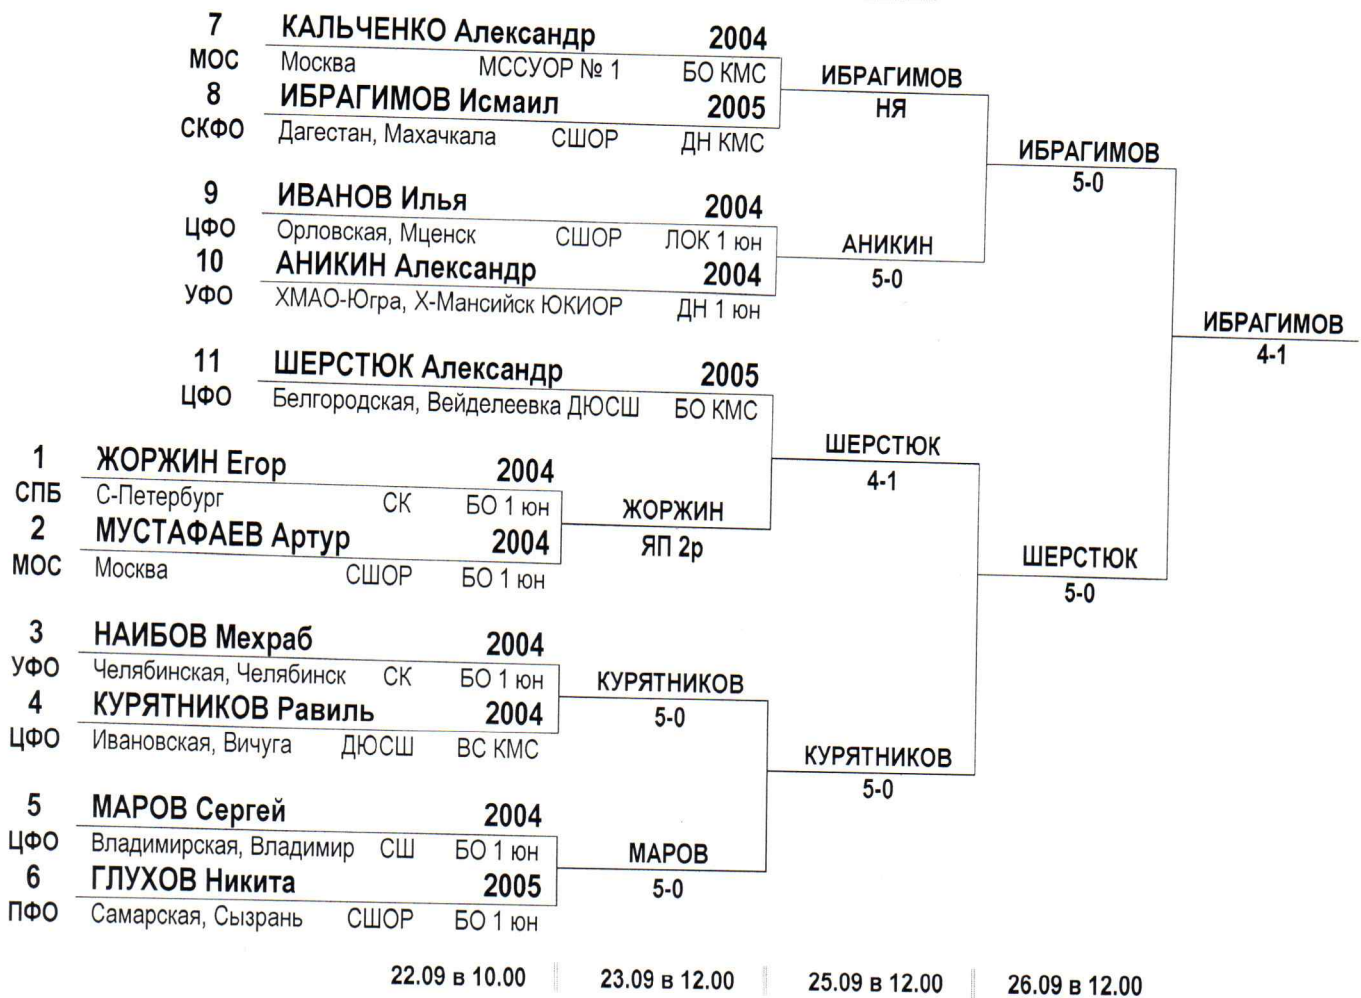 7 КАЛЬЧЕНКО Александр 2004
МОС Москва МССУОР № 1 БО КМС
ИБРАГИМОВ
НЯ
8 ИБРАГИМОВ Исмаил 2005
СКФО Дагестан, Махачкала СШОР ДН КМС
ИБРАГИМОВ
5-0
9 ИВАНОВ Илья 2004
ЦФО Орловская, Мценск СШОР ЛОК 1 юн
АНИКИН
5-0
10 АНИКИН Александр 2004
УФО ХМАО-Югра, Х-Мансийск ЮКИОР ДН 1 юн
ИБРАГИМОВ
4-1
11 ШЕРСТЮК Александр 2005
ЦФО Белгородская, Вейделеевка ДЮСШ БО КМС
ШЕРСТЮК
4-1
1 ЖОРЖИН Егор 2004
СПБ С-Петербург СК БО 1 юн
ЖОРЖИН
ЯП 2р
2 МУСТАФАЕВ Артур 2004
МОС Москва СШОР БО 1 юн
ШЕРСТЮК
5-0
3 НАИБОВ Мехраб 2004
УФО Челябинская, Челябинск СК БО 1 юн
КУРЯТНИКОВ
5-0
4 КУРЯТНИКОВ Равиль 2004
ЦФО Ивановская, Вичуга ДЮСШ ВС КМС
КУРЯТНИКОВ
5-0
5 МАРОВ Сергей 2004
ЦФО Владимирская, Владимир СШ БО 1 юн
МАРОВ
5-0
6 ГЛУХОВ Никита 2005
ПФО Самарская, Сызрань СШОР БО 1 юн
22.09 в 10.00 23.09 в 12.00 25.09 в 12.00 26.09 в 12.00